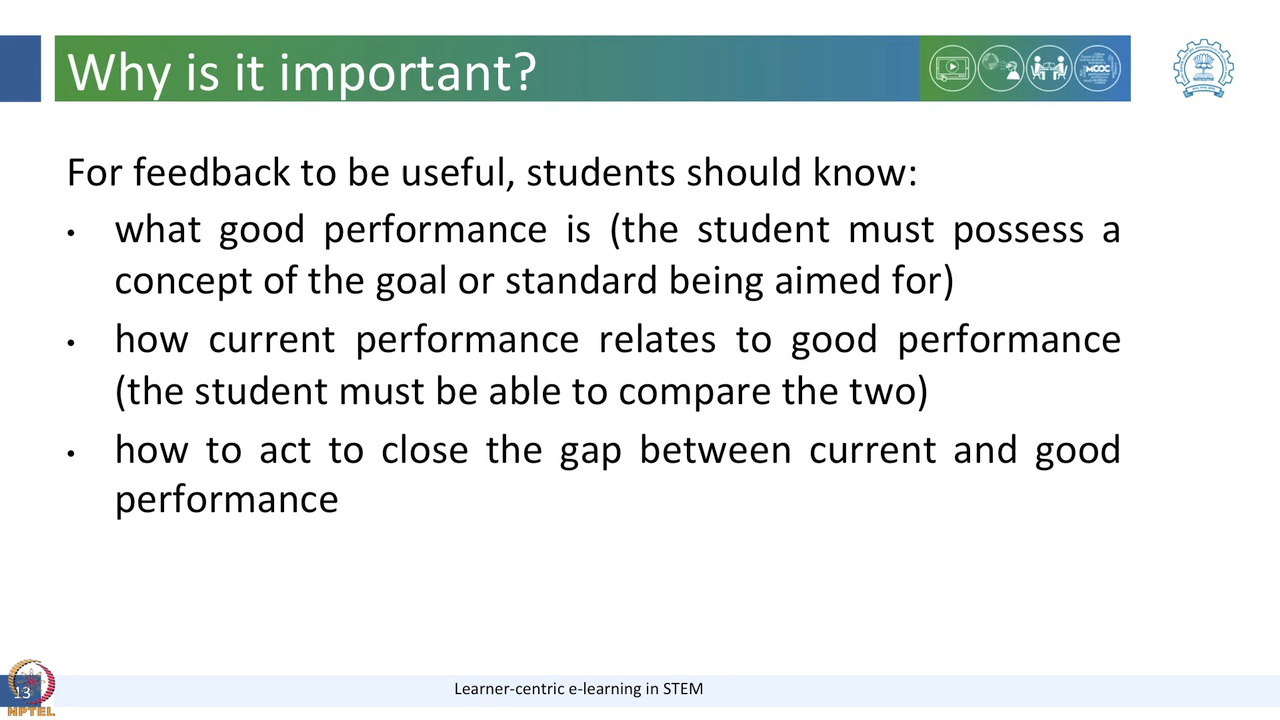 Why is it important?
MOOC
For feedback to be useful, students should know:
• what good performance is (the student must possess a
concept of the goal or standard being aimed for)
• how current performance relates to good performance
(the student must be able to compare the two)
• how to act to close the gap between current and good
performance
13
Learner-centric e-learning in STEM
NPTEL